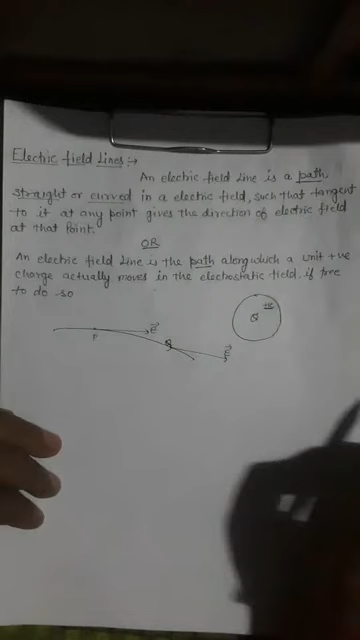 Electric field Lines :→
An electric field line is a path,
straight or curved in a electric field, such that tangent
to it at any point gives the direction of electric field
at that Point.
OR
An electric field Line is the path along which a unit +ve
charge actually moves in the electrostatic field, if free
to do so
+ve
Q
E
P
Q
E